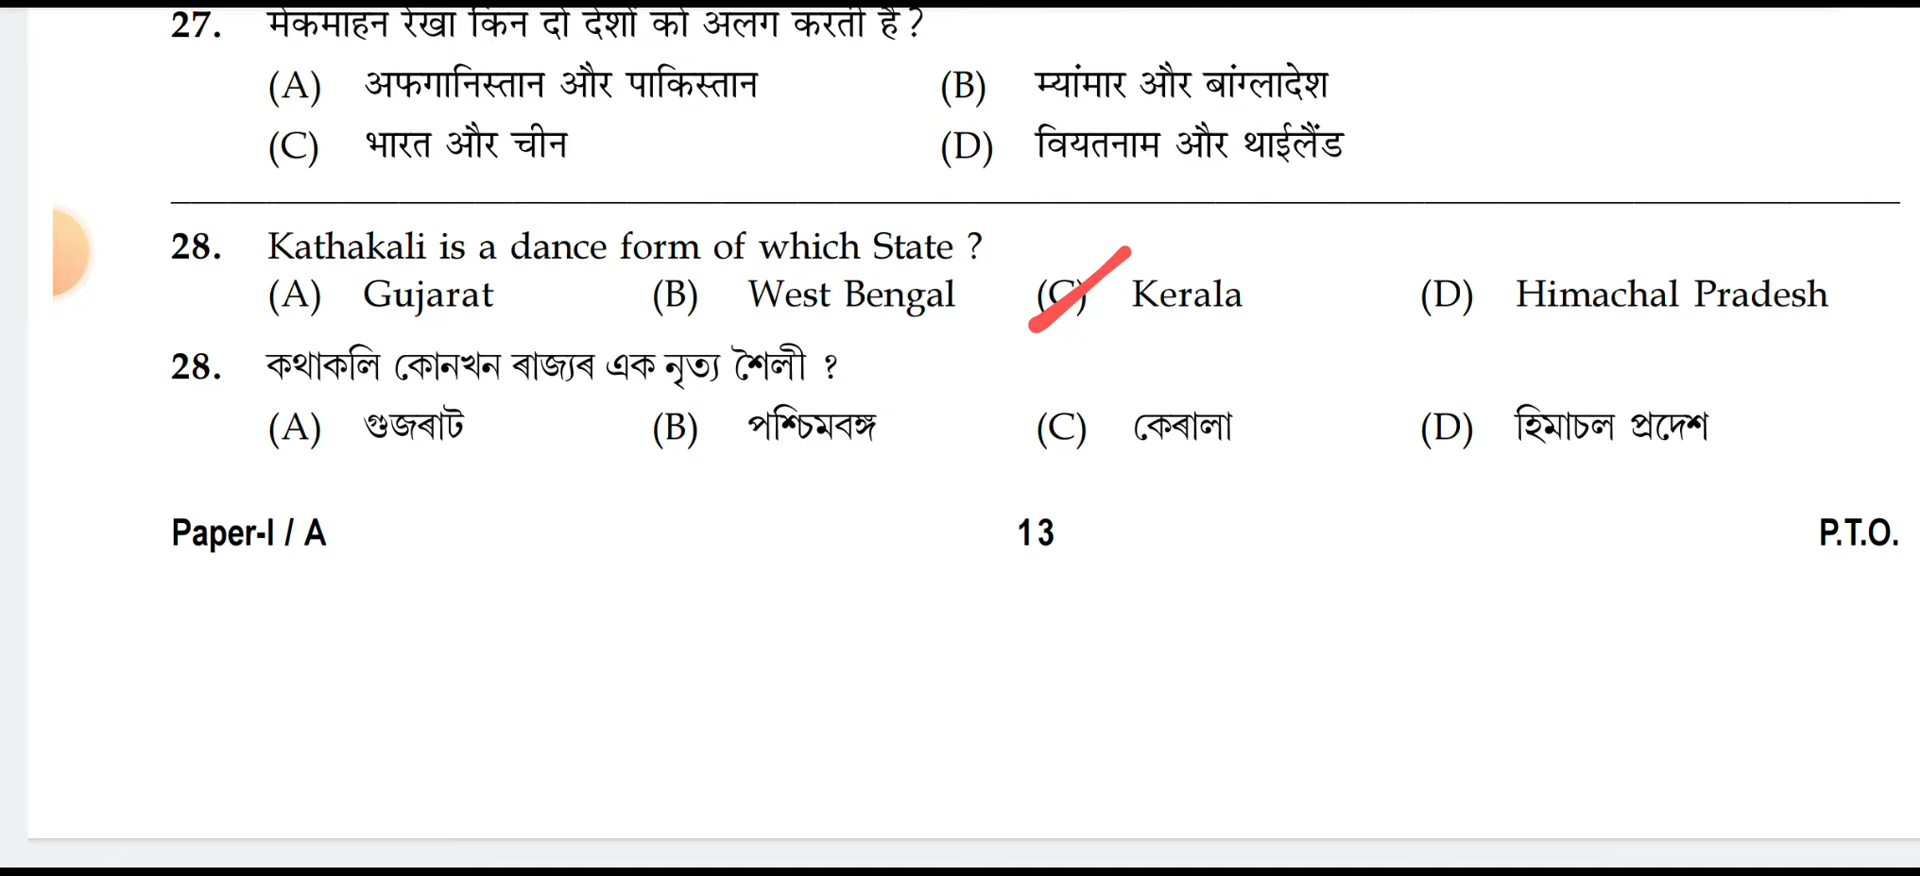 27. मेकमाहन रेखा किन दो देशों को अलग करती है ?
(A) अफगानिस्तान और पाकिस्तान (B) म्यांमार और बांग्लादेश
(C) भारत और चीन (D) वियतनाम और थाईलैंड
28. Kathakali is a dance form of which State ?
(A) Gujarat (B) West Bengal (C) Kerala (D) Himachal Pradesh
28. কথাকলি কোনখন ৰাজ্যৰ এক নৃত্য শৈলী ?
(A) গুজৰাট (B) পশ্চিমবঙ্গ (C) কেৰালা (D) হিমাচল প্ৰদেশ
Paper-I / A 13 P.T.O.